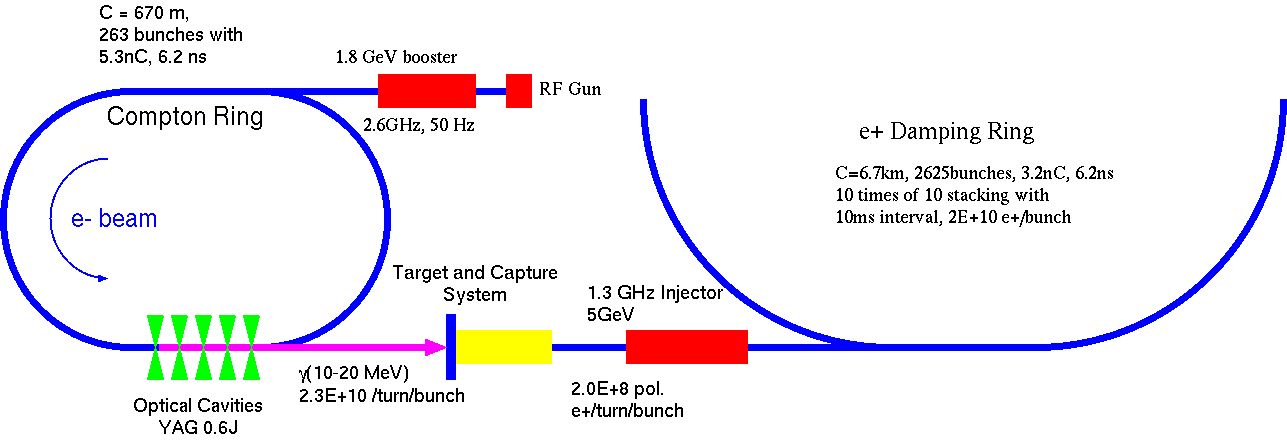 C = 670 m,
263 bunches with
5.3nC, 6.2 ns
1.8 GeV booster
RF Gun
Compton Ring
2.6GHz, 50 Hz
e- beam
e+ Damping Ring
C=6.7km, 2625bunches, 3.2nC, 6.2ns
10 times of 10 stacking with
10ms interval, 2E+10 e+/bunch
Target and Capture
System
1.3 GHz Injector
5GeV
γ(10-20 MeV)
2.3E+10 /turn/bunch
2.0E+8 pol.
e+/turn/bunch
Optical Cavities
YAG 0.6J